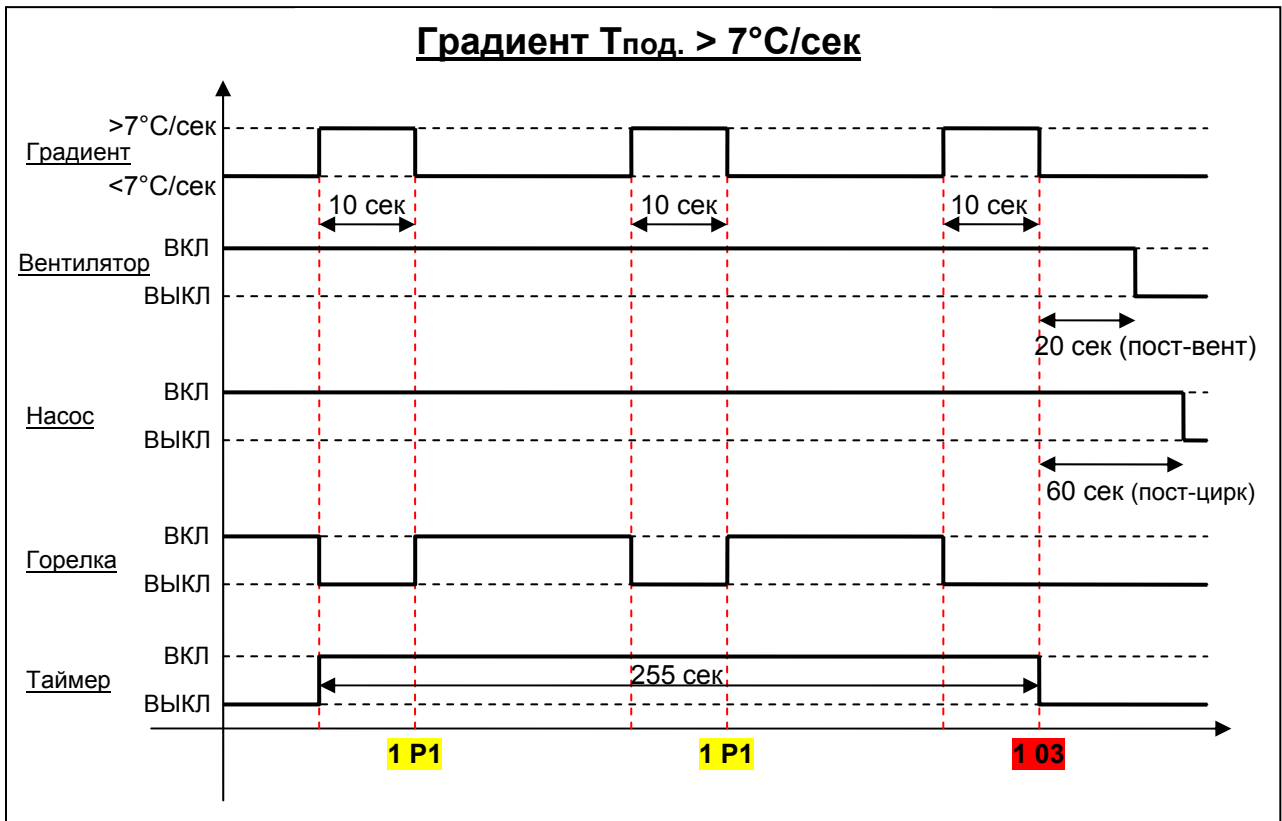 Градиент Tпод. > 7°C/сек
>7°C/сек
Градиент
<7°C/сек
10 сек 10 сек 10 сек
ВКЛ
Вентилятор
ВЫКЛ
20 сек (пост-вент)
ВКЛ
Насос
ВЫКЛ
60 сек (пост-цирк)
ВКЛ
Горелка
ВЫКЛ
ВКЛ
255 сек
Таймер
ВЫКЛ
1 P1 1 P1 1 03